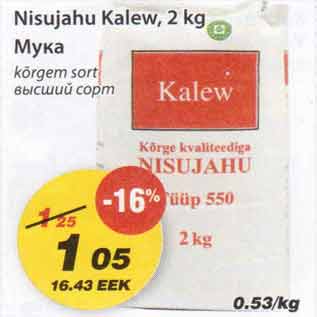 Nisujahu Kalew, 2 kg
Мука
kõrgem sort
высший сорт
Kalew
Kõrge kvaliteediga
NISUJAHU
Tüüp 550
2 kg
-16%
1 25
1 05
16.43 EEK
0.53/kg